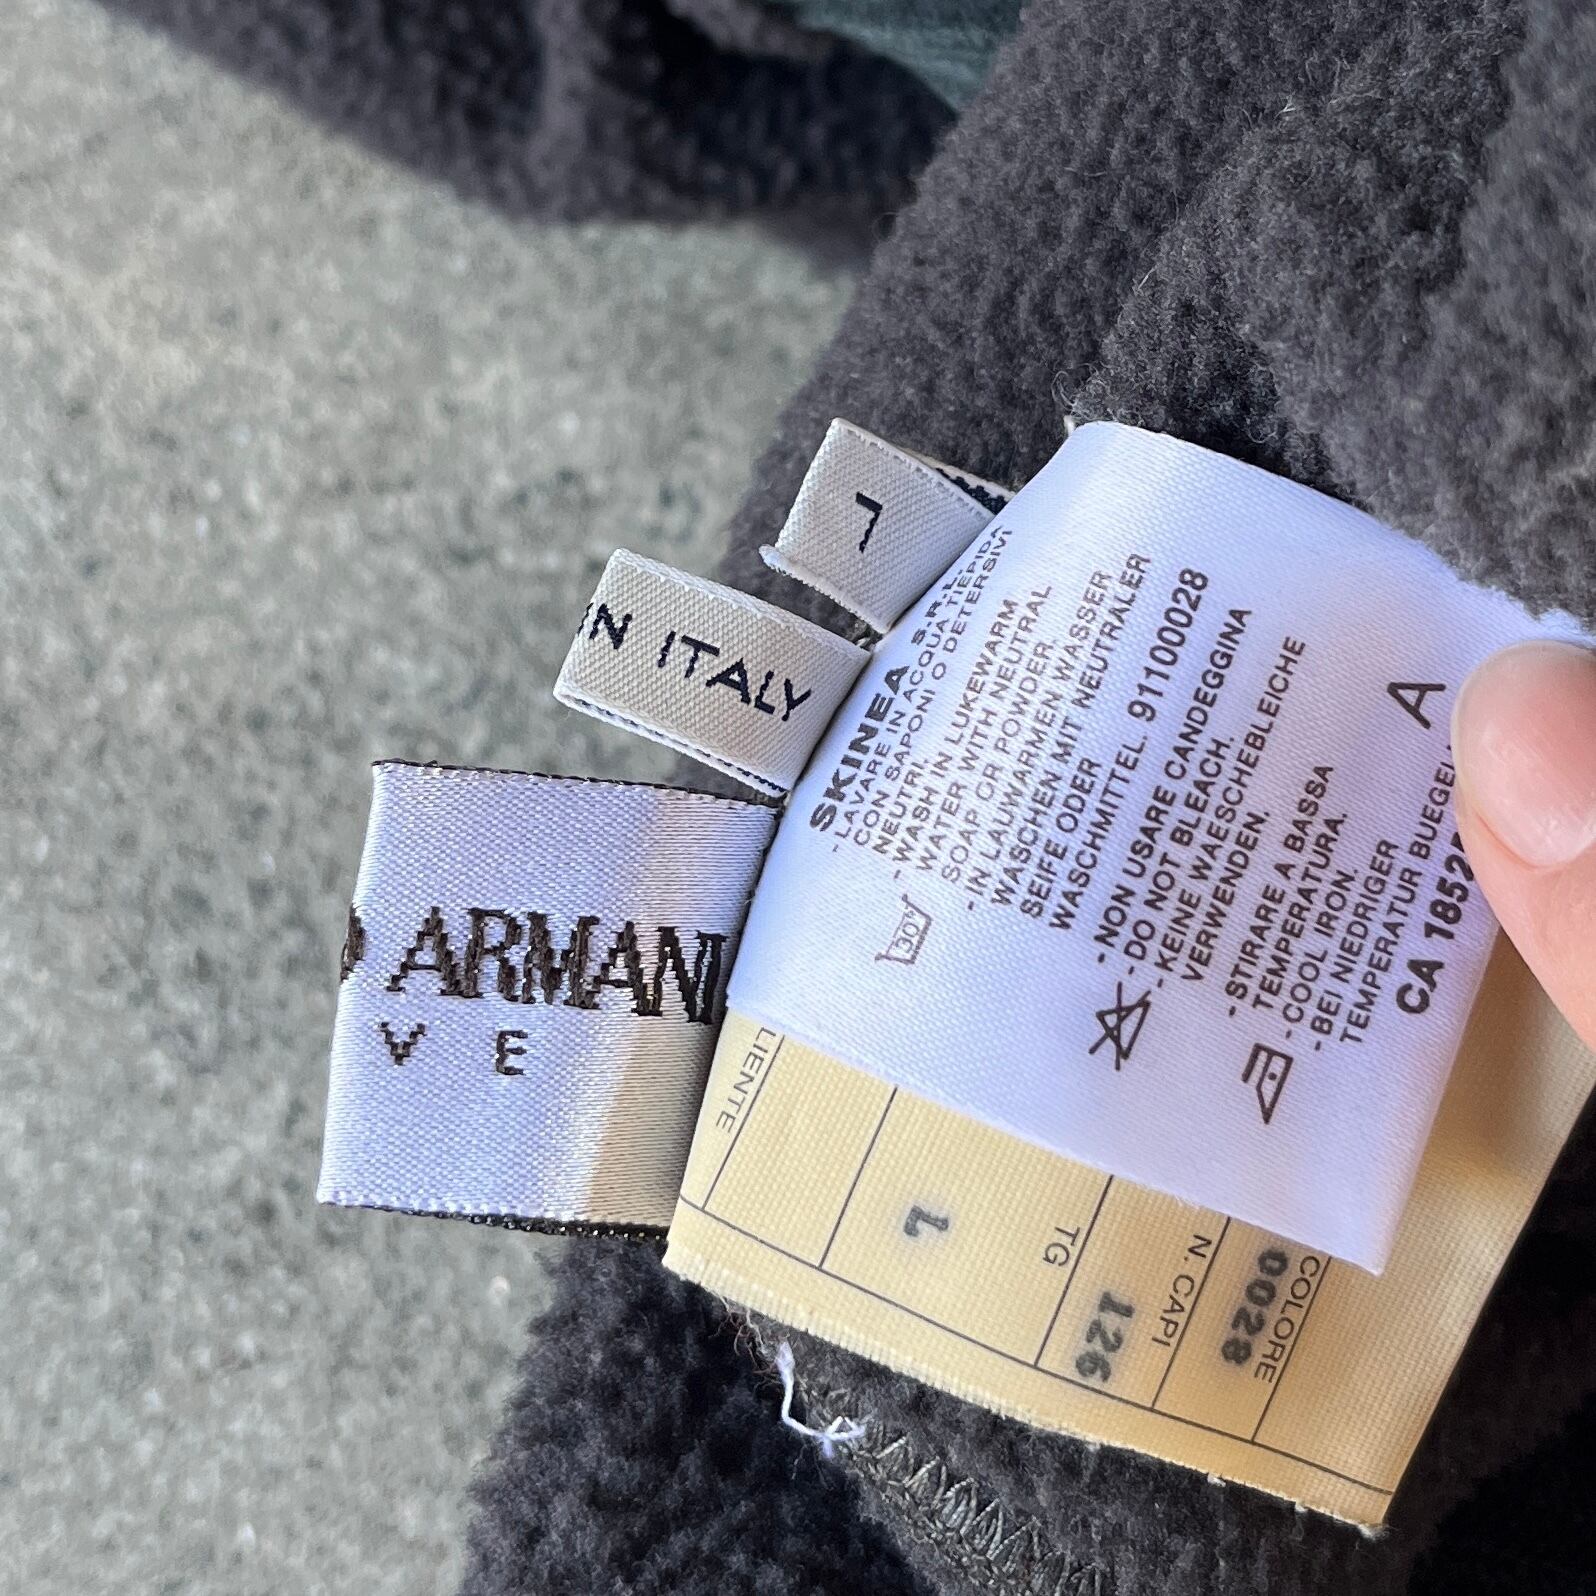 L
N ITALY
ARMANI
V E
SKINEA S.R.L.
- LAVARE IN ACQUA TIEPIDA
CON SAPONI O DETERSIVI
NEUTRI.
- WASH IN LUKEWARM
WATER WITH NEUTRAL
SOAP OR POWDER.
- IN LAUWARMEN WASSER
WASCHEN MIT NEUTRALER
SEIFE ODER
WASCHMITTEL. 91100028
30°
- NON USARE CANDEGGINA
- DO NOT BLEACH.
- KEINE WAESCHEBLEICHE
VERWENDEN.
- STIRARE A BASSA
TEMPERATURA.
- COOL IRON.
- BEI NIEDRIGER
TEMPERATUR BUEGEL
CA 1852
A
LIENTE
L
TG
126
N. CAPI
0028
COLORE